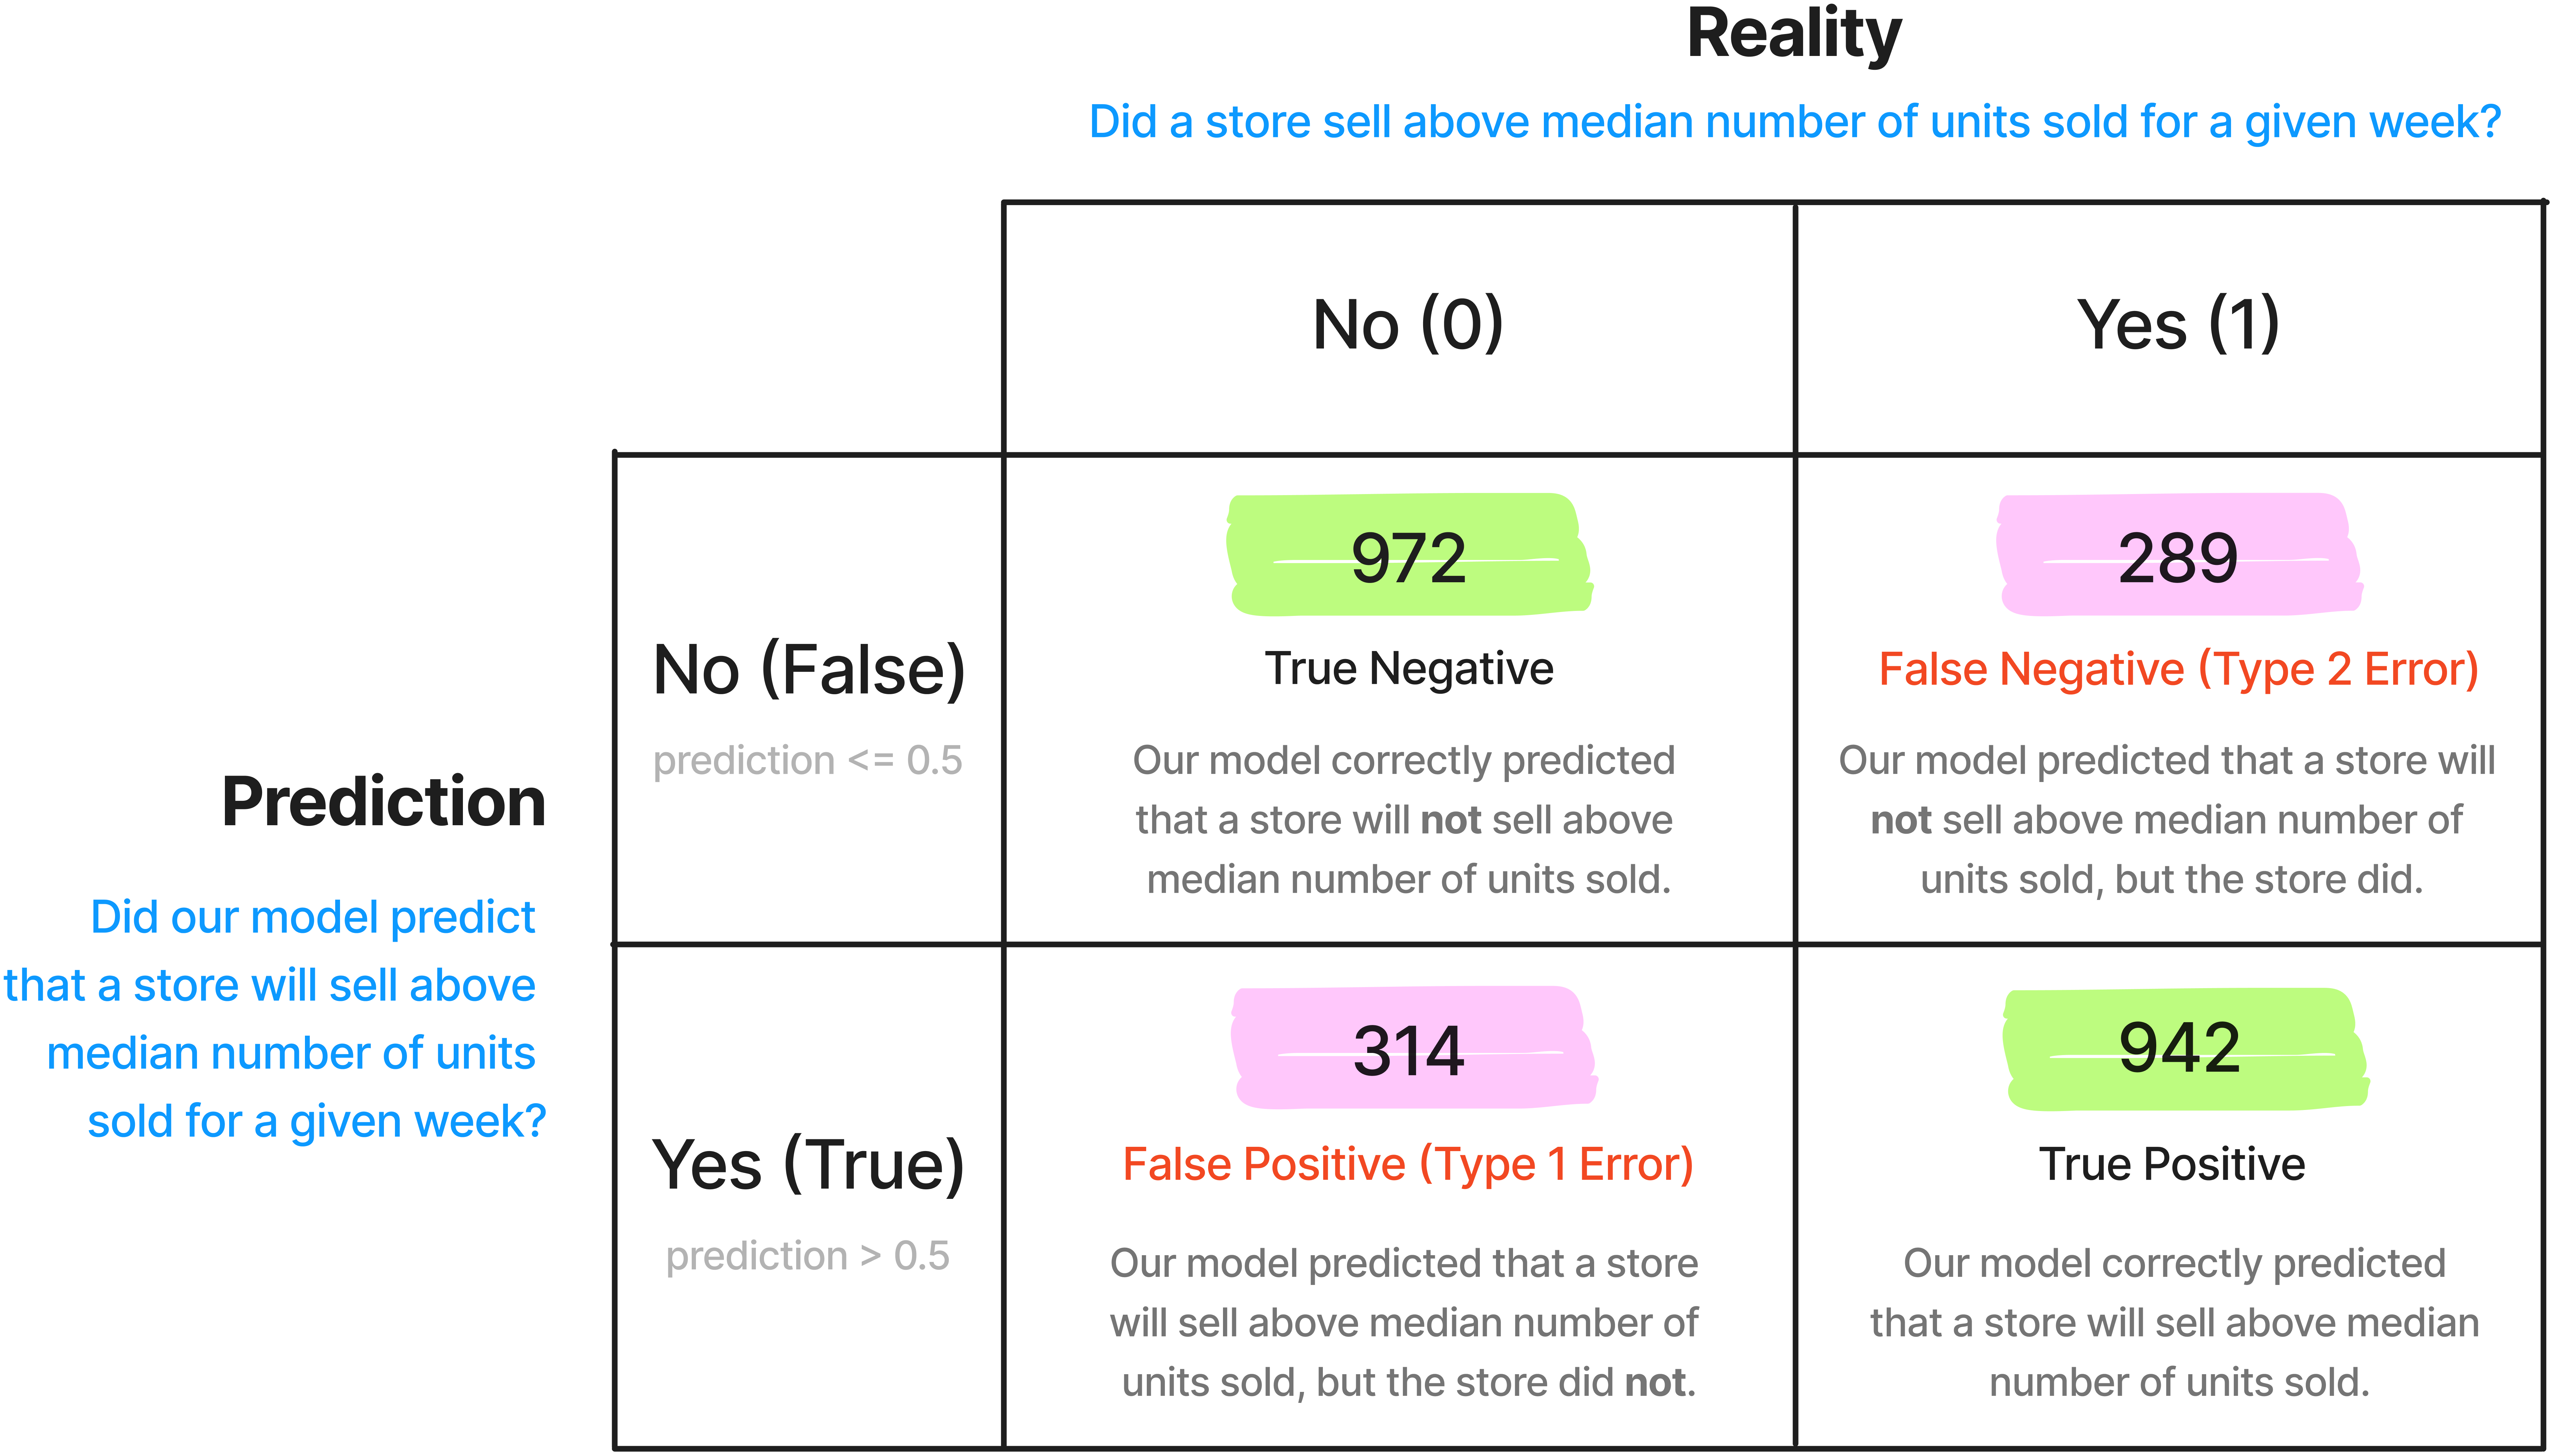 Reality
Did a store sell above median number of units sold for a given week?
No (0)
Yes (1)
Prediction
Did our model predict
that a store will sell above
median number of units
sold for a given week?
No (False)
prediction <= 0.5
972
True Negative
Our model correctly predicted
that a store will not sell above
median number of units sold.
289
False Negative (Type 2 Error)
Our model predicted that a store will
not sell above median number of
units sold, but the store did.
Yes (True)
prediction > 0.5
314
False Positive (Type 1 Error)
Our model predicted that a store
will sell above median number of
units sold, but the store did not.
942
True Positive
Our model correctly predicted
that a store will sell above median
number of units sold.